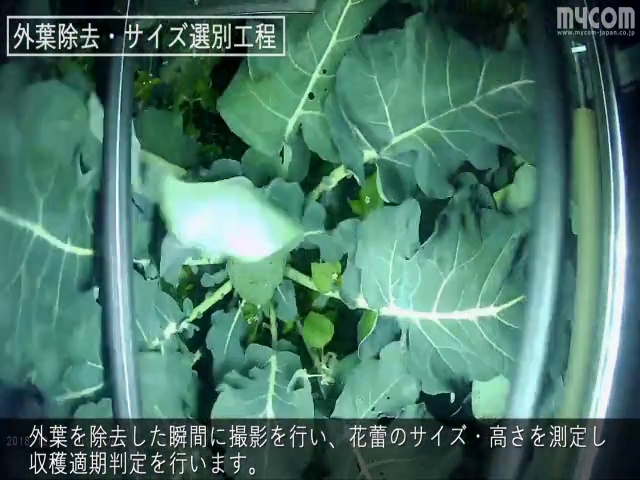 外葉除去・サイズ選別工程
mycom
www.mycom-japan.co.jp
2018
外葉を除去した瞬間に撮影を行い、花蕾のサイズ・高さを測定し
収穫適期判定を行います。